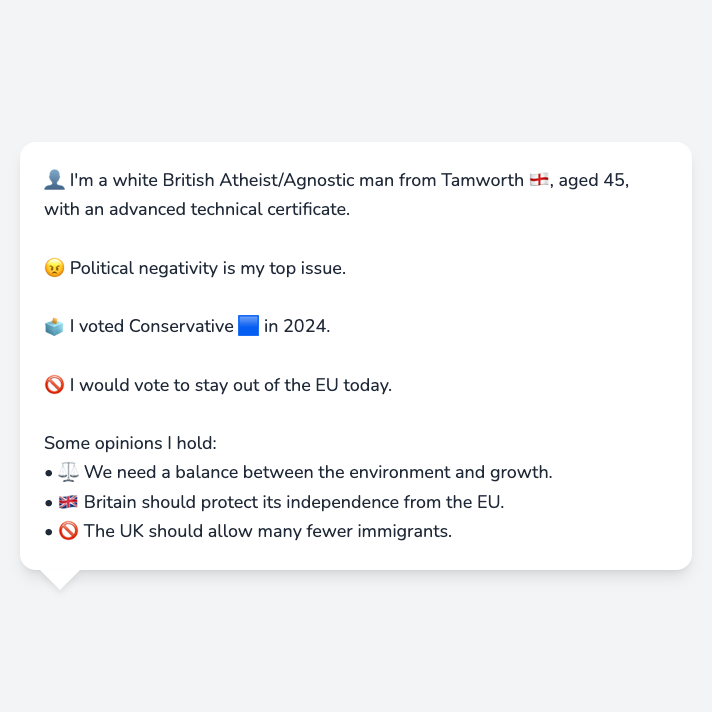 👤 I'm a white British Atheist/Agnostic man from Tamworth 🏴󠁧󠁢󠁥󠁮󠁧󠁿, aged 45,
with an advanced technical certificate.
😠 Political negativity is my top issue.
🗳️ I voted Conservative 🟦 in 2024.
🚫 I would vote to stay out of the EU today.
Some opinions I hold:
• ⚖️ We need a balance between the environment and growth.
• 🇬🇧 Britain should protect its independence from the EU.
• 🚫 The UK should allow many fewer immigrants.